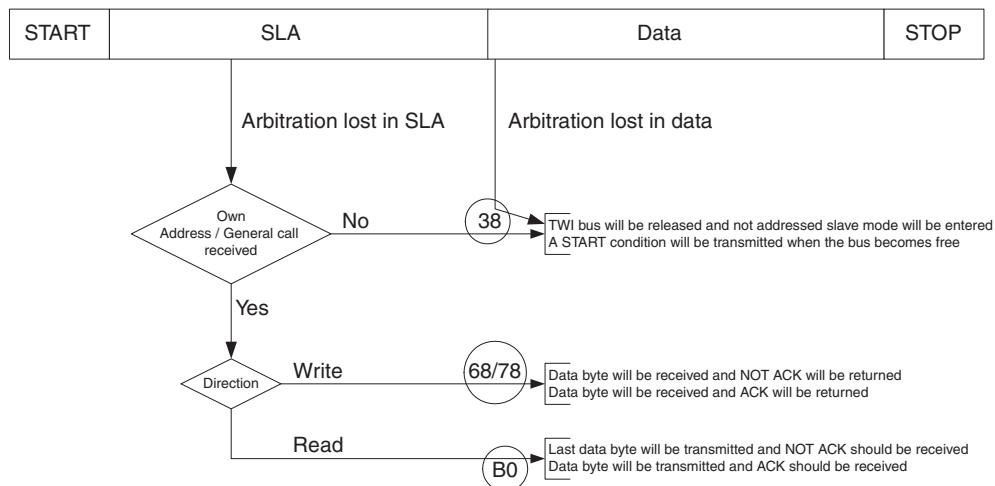 START SLA Data STOP
Arbitration lost in SLA Arbitration lost in data
Own
Address / General call
received
No
38
TWI bus will be released and not addressed slave mode will be entered
A START condition will be transmitted when the bus becomes free
Yes
Direction
Write
68/78
Data byte will be received and NOT ACK will be returned
Data byte will be received and ACK will be returned
Read
B0
Last data byte will be transmitted and NOT ACK should be received
Data byte will be transmitted and ACK should be received